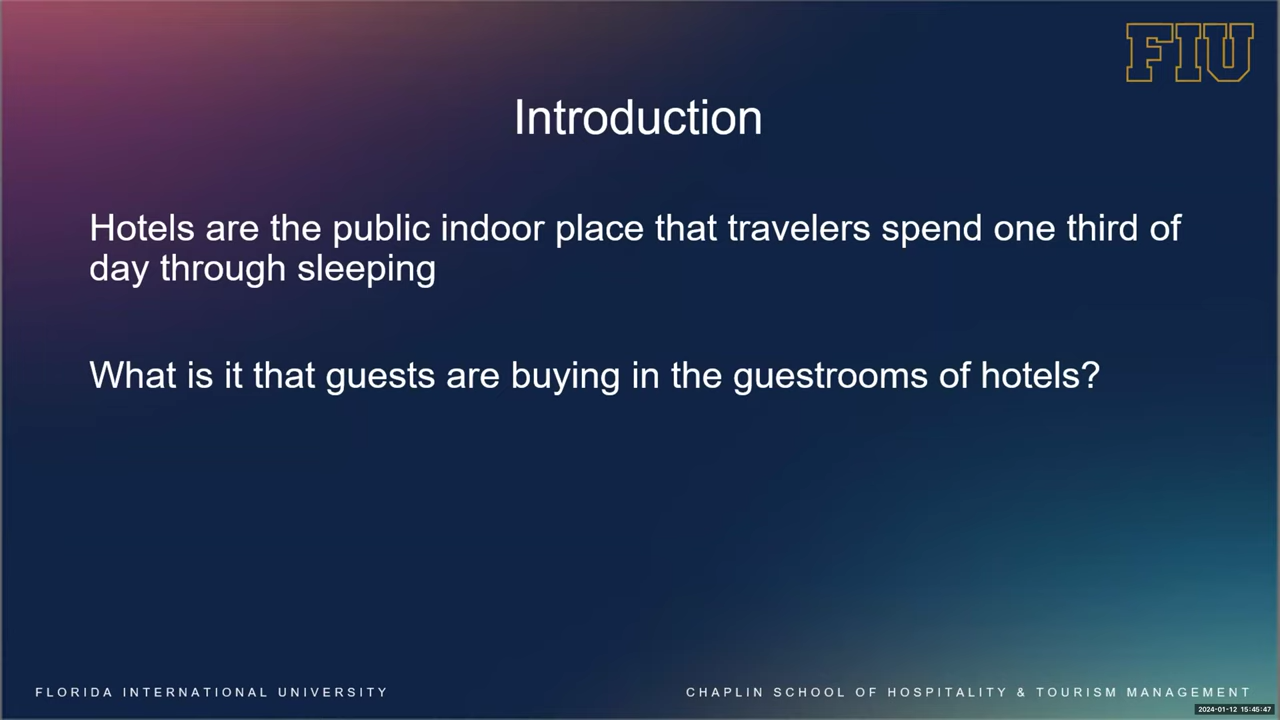 FIU
Introduction
Hotels are the public indoor place that travelers spend one third of
day through sleeping
What is it that guests are buying in the guestrooms of hotels?
FLORIDA INTERNATIONAL UNIVERSITY
CHAPLIN SCHOOL OF HOSPITALITY & TOURISM MANAGEMENT
2024-01-12 15:45:47